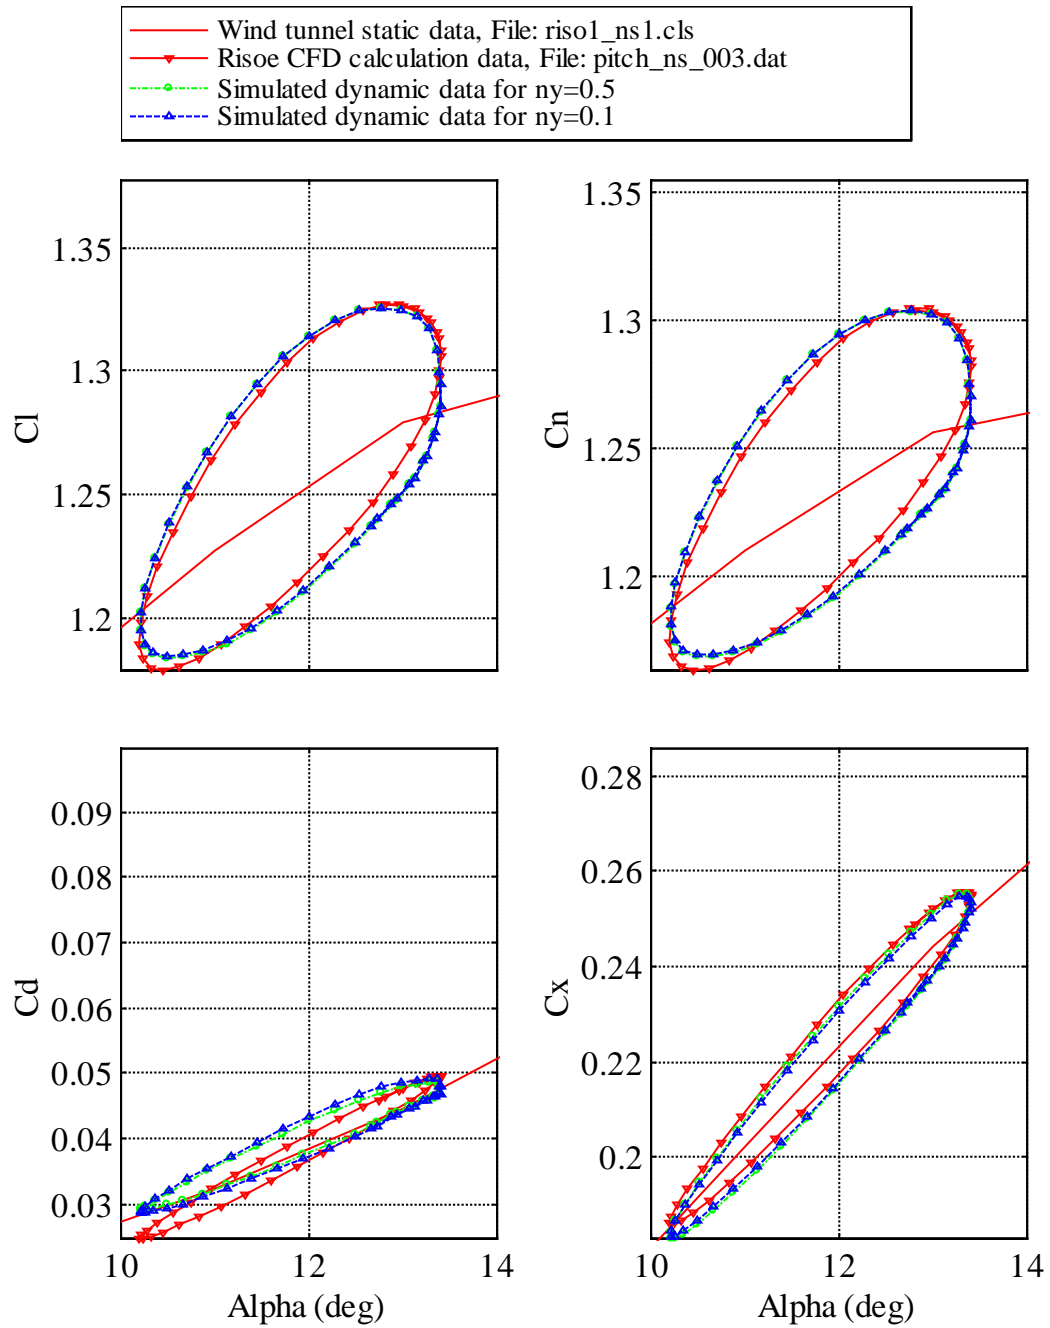 Wind tunnel static data, File: riso1_ns1.cls
Risoe CFD calculation data, File: pitch_ns_003.dat
Simulated dynamic data for ny=0.5
Simulated dynamic data for ny=0.1
1.35
1.3
1.25
1.2
Cl
1.35
1.3
1.25
1.2
Cn
0.09
0.08
0.07
0.06
0.05
0.04
0.03
Cd
10
12
14
Alpha (deg)
0.28
0.26
0.24
0.22
0.2
Cx
10
12
14
Alpha (deg)